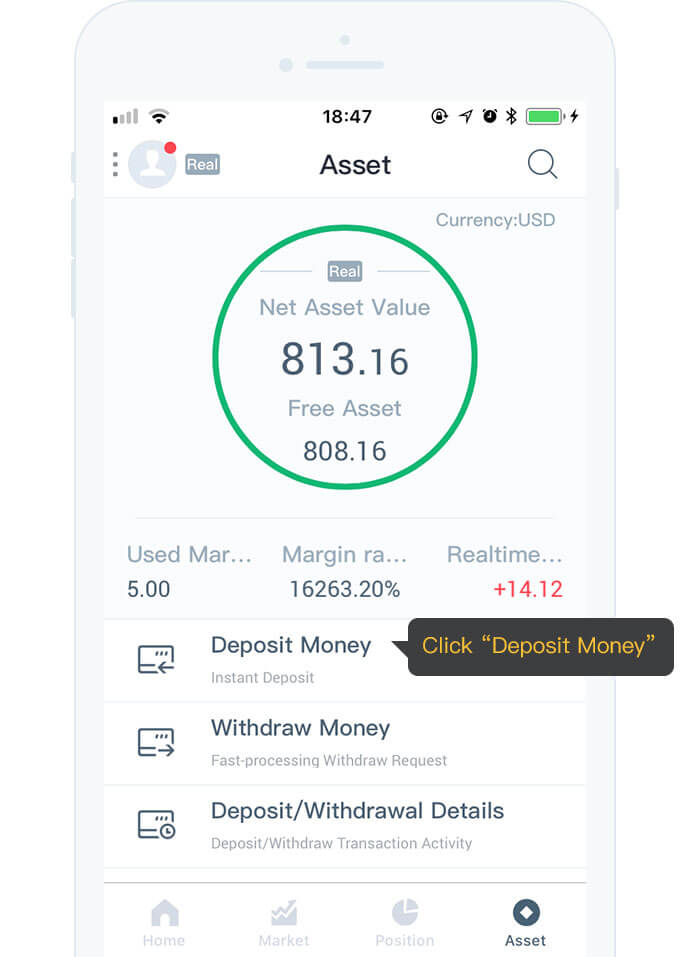 18:47
Real
Asset
Currency:USD
Real
Net Asset Value
813.16
Free Asset
808.16
Used Mar... Margin ra... Realtime...
5.00 16263.20% +14.12
Deposit Money
Click “Deposit Money”
Instant Deposit
Withdraw Money
Fast-processing Withdraw Request
Deposit/Withdrawal Details
Deposit/Withdraw Transaction Activity
Home Market Position Asset